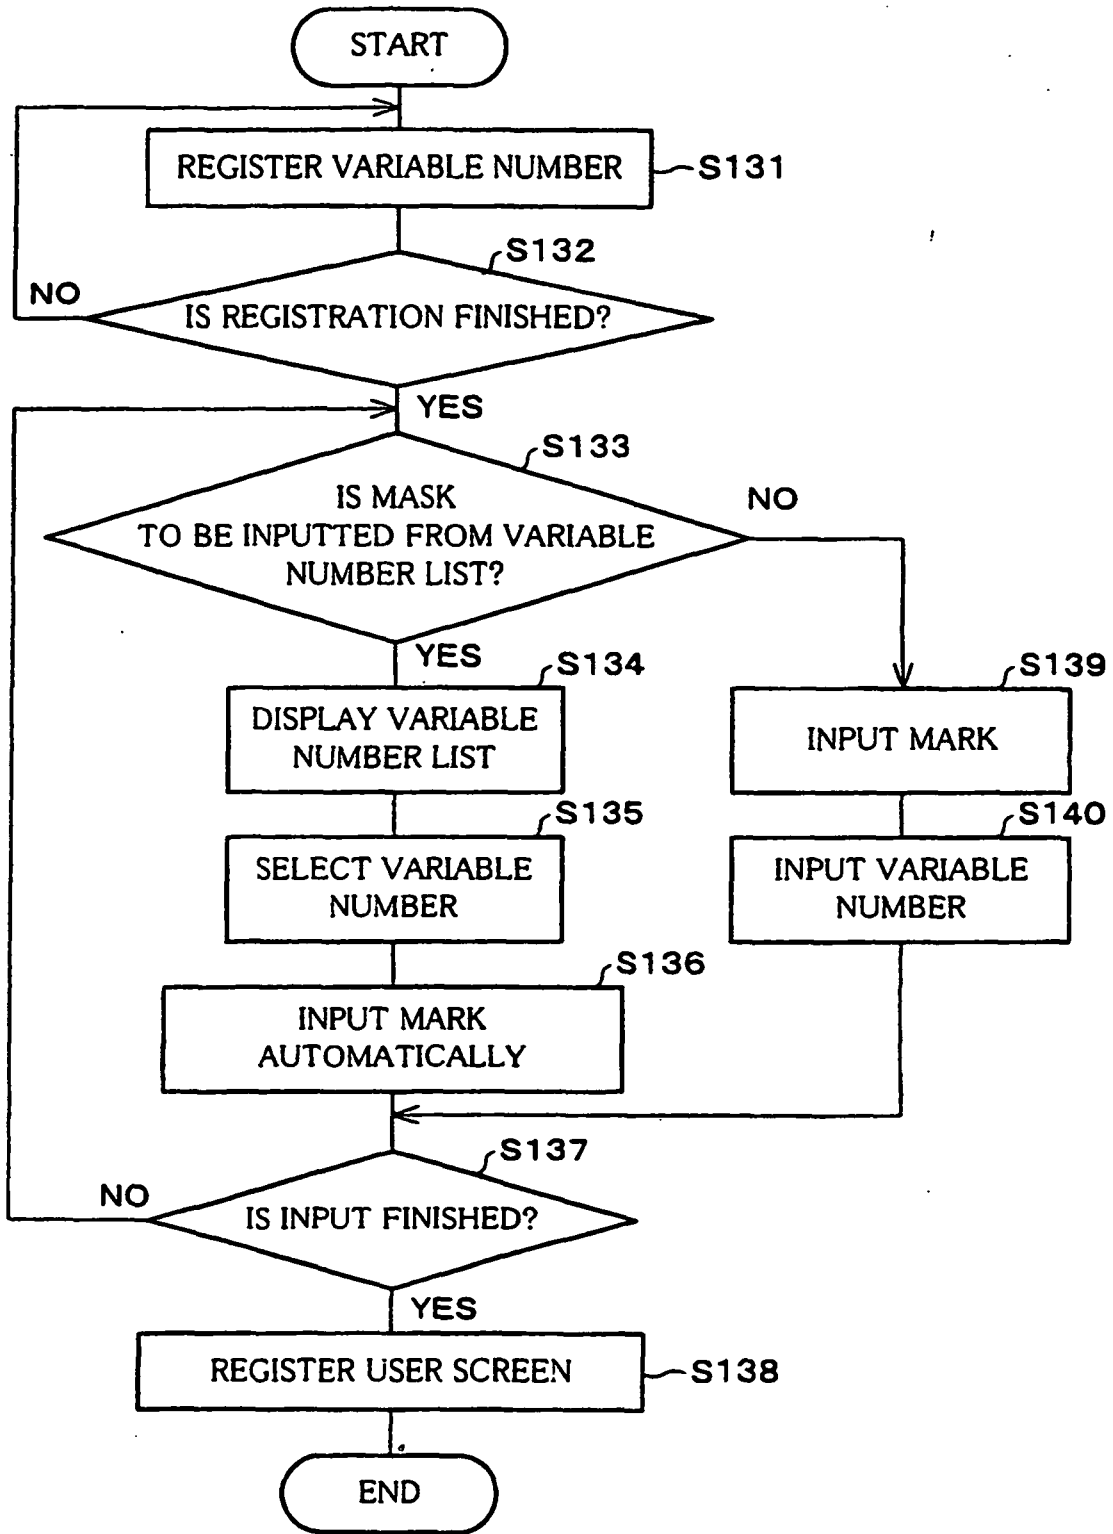 START
REGISTER VARIABLE NUMBER
S131
S132
NO
IS REGISTRATION FINISHED?
YES
S133
IS MASK
TO BE INPUTTED FROM VARIABLE
NUMBER LIST?
NO
YES
S134
DISPLAY VARIABLE
NUMBER LIST
S139
INPUT MARK
S135
SELECT VARIABLE
NUMBER
S140
INPUT VARIABLE
NUMBER
S136
INPUT MARK
AUTOMATICALLY
S137
NO
IS INPUT FINISHED?
YES
REGISTER USER SCREEN
S138
END